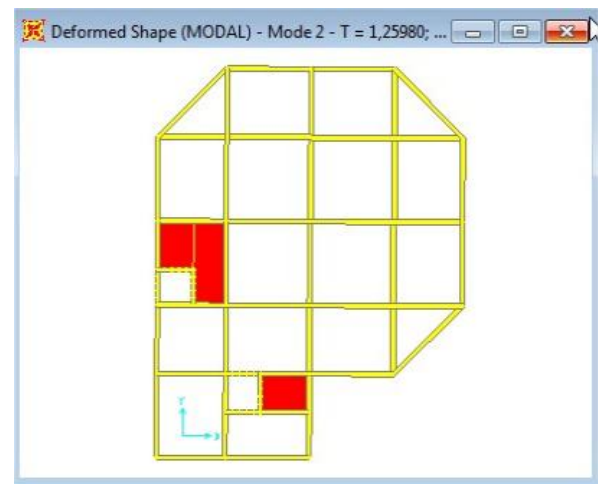 Deformed Shape (MODAL) - Mode 2 - T = 1,25980; ...
Y
X